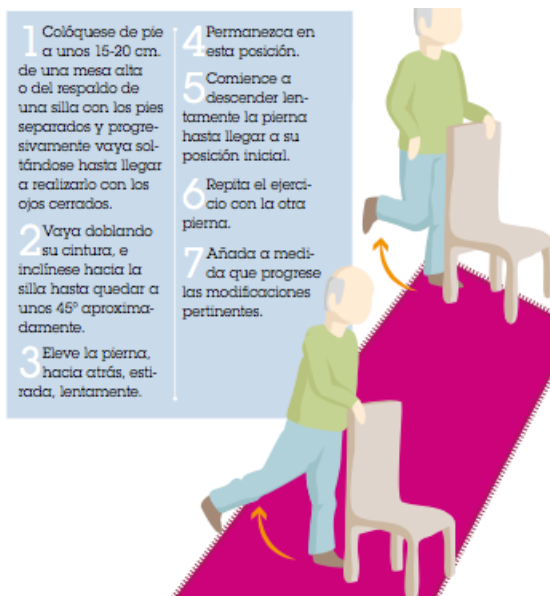 1 Colóquese de pie
a unos 15-20 cm.
de una mesa alta
o del respaldo de
una silla con los pies
separados y progre-
sivamente vaya sol-
tándose hasta llegar
a realizarlo con los
ojos cerrados.
2 Vaya doblando
su cintura, e
inclínese hacia la
silla hasta quedar a
unos 45º aproxima-
damente.
3 Eleve la pierna,
hacia atrás, esti-
rada, lentamente.
4 Permanezca en
esta posición.
5 Comience a
descender len-
tamente la pierna
hasta llegar a su
posición inicial.
6 Repita el ejerci-
cio con la otra
pierna.
7 Añada a medi-
da que progrese
las modificaciones
pertinentes.